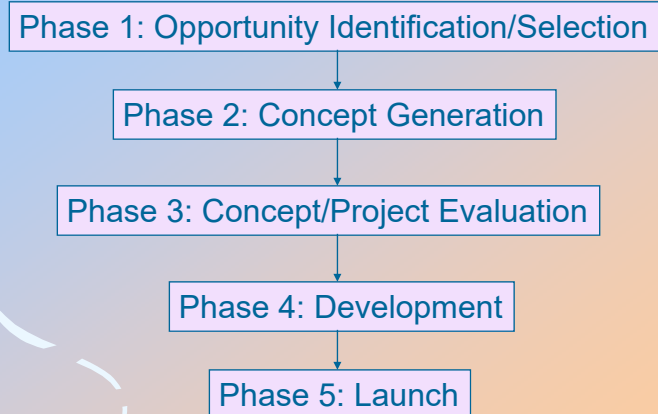 Phase 1: Opportunity Identification/Selection
Phase 2: Concept Generation
Phase 3: Concept/Project Evaluation
Phase 4: Development
Phase 5: Launch